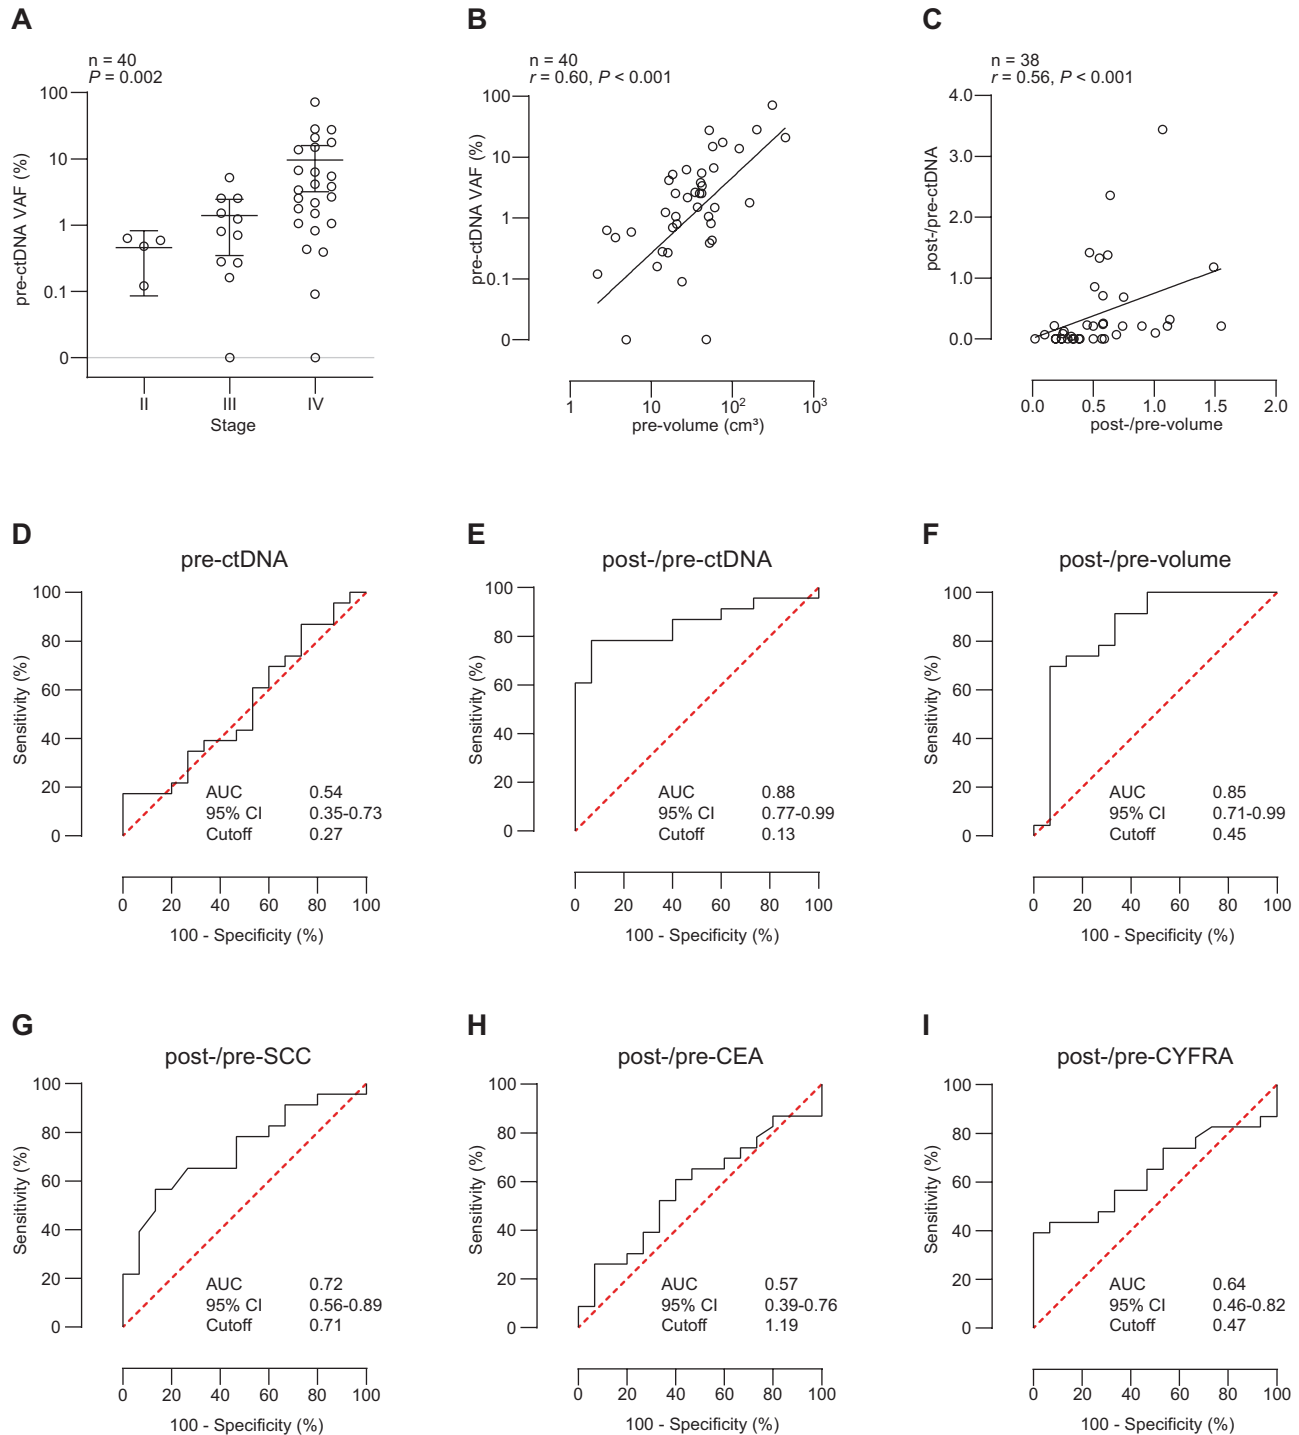 A
n = 40
P = 0.002
pre-ctDNA VAF (%)
100
10
1
0.1
0
II
III
IV
Stage
B
n = 40
r = 0.60, P < 0.001
pre-ctDNA VAF (%)
100
10
1
0.1
0
1
10
10²
10³
pre-volume (cm³)
C
n = 38
r = 0.56, P < 0.001
post-/pre-ctDNA
4.0
3.0
2.0
1.0
0.0
0.0
0.5
1.0
1.5
2.0
post-/pre-volume
D
pre-ctDNA
Sensitivity (%)
100
80
60
40
20
0
AUC 0.54
95% CI 0.35-0.73
Cutoff 0.27
0 20 40 60 80 100
100 - Specificity (%)
E
post-/pre-ctDNA
Sensitivity (%)
100
80
60
40
20
0
AUC 0.88
95% CI 0.77-0.99
Cutoff 0.13
0 20 40 60 80 100
100 - Specificity (%)
F
post-/pre-volume
Sensitivity (%)
100
80
60
40
20
0
AUC 0.85
95% CI 0.71-0.99
Cutoff 0.45
0 20 40 60 80 100
100 - Specificity (%)
G
post-/pre-SCC
Sensitivity (%)
100
80
60
40
20
0
AUC 0.72
95% CI 0.56-0.89
Cutoff 0.71
0 20 40 60 80 100
100 - Specificity (%)
H
post-/pre-CEA
Sensitivity (%)
100
80
60
40
20
0
AUC 0.57
95% CI 0.39-0.76
Cutoff 1.19
0 20 40 60 80 100
100 - Specificity (%)
I
post-/pre-CYFRA
Sensitivity (%)
100
80
60
40
20
0
AUC 0.64
95% CI 0.46-0.82
Cutoff 0.47
0 20 40 60 80 100
100 - Specificity (%)